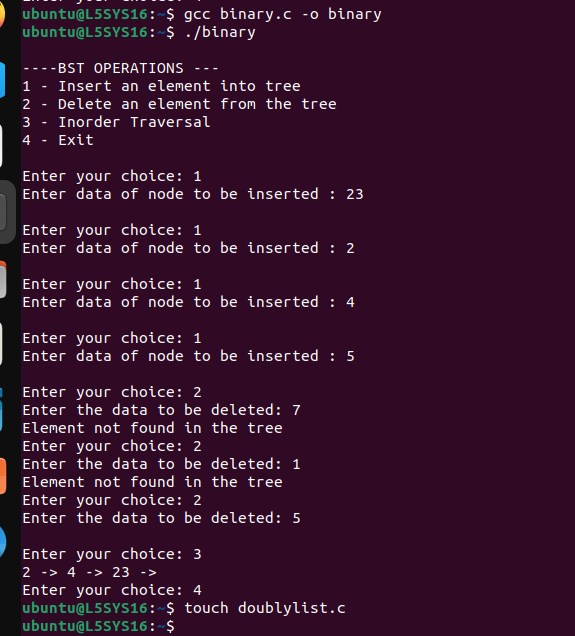 ubuntu@L5SYS16:~$ gcc binary.c -o binary
ubuntu@L5SYS16:~$ ./binary
----BST OPERATIONS ---
1 - Insert an element into tree
2 - Delete an element from the tree
3 - Inorder Traversal
4 - Exit
Enter your choice: 1
Enter data of node to be inserted : 23
Enter your choice: 1
Enter data of node to be inserted : 2
Enter your choice: 1
Enter data of node to be inserted : 4
Enter your choice: 1
Enter data of node to be inserted : 5
Enter your choice: 2
Enter the data to be deleted: 7
Element not found in the tree
Enter your choice: 2
Enter the data to be deleted: 1
Element not found in the tree
Enter your choice: 2
Enter the data to be deleted: 5
Enter your choice: 3
2 -> 4 -> 23 ->
Enter your choice: 4
ubuntu@L5SYS16:~$ touch doublylist.c
ubuntu@L5SYS16:~$